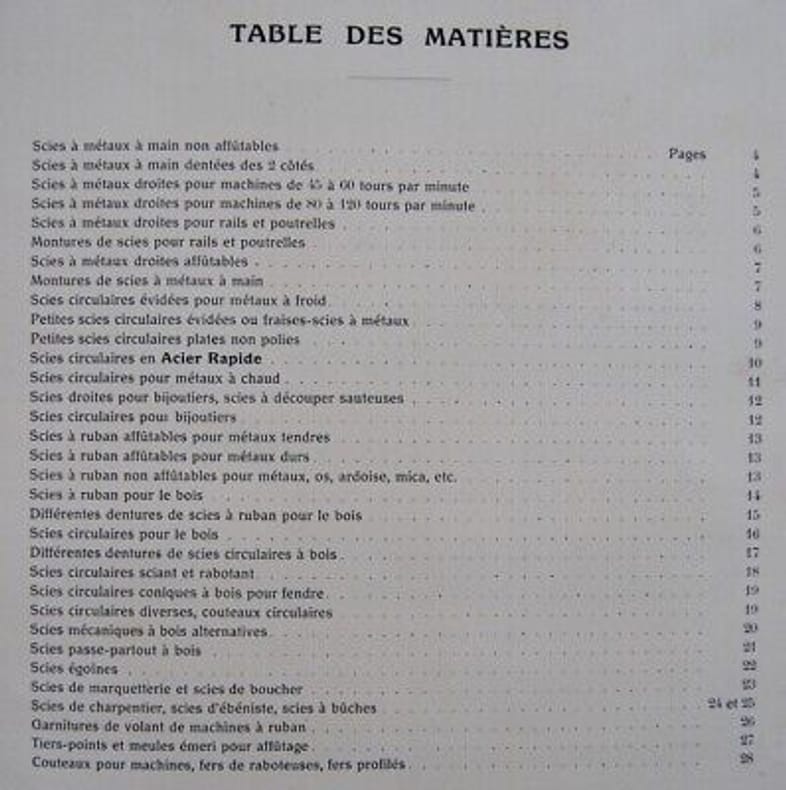 TABLE DES MATIÈRES
Scies à métaux à main non affûtables Pages 4
Scies à métaux à main dentées des 2 côtés 4
Scies à métaux droites pour machines de 45 à 60 tours par minute 5
Scies à métaux droites pour machines de 80 à 120 tours par minute 5
Scies à métaux droites pour rails et poutrelles 6
Montures de scies pour rails et poutrelles 6
Scies à métaux droites affûtables 7
Montures de scies à métaux à main 7
Scies circulaires évidées pour métaux à froid 8
Petites scies circulaires évidées ou fraises-scies à métaux 9
Petites scies circulaires plates non polies 9
Scies circulaires en Acier Rapide 10
Scies circulaires pour métaux à chaud 11
Scies droites pour bijoutiers, scies à découper sauteuses 12
Scies circulaires pour bijoutiers 12
Scies à ruban affûtables pour métaux tendres 13
Scies à ruban affûtables pour métaux durs 13
Scies à ruban non affûtables pour métaux, os, ardoise, mica, etc. 13
Scies à ruban pour le bois 14
Différentes dentures de scies à ruban pour le bois 15
Scies circulaires pour le bois 16
Différentes dentures de scies circulaires à bois 17
Scies circulaires sciant et rabotant 18
Scies circulaires coniques à bois pour fendre 19
Scies circulaires diverses, couteaux circulaires 19
Scies mécaniques à bois alternatives 20
Scies passe-partout à bois 21
Scies égoïnes 22
Scies de marquetterie et scies de boucher 23
Scies de charpentier, scies d'ébéniste, scies à bûches 24 et 25
Garnitures de volant de machines à ruban 26
Tiers-points et meules émeri pour affûtage 27
Couteaux pour machines, fers de raboteuses, fers profilés 28